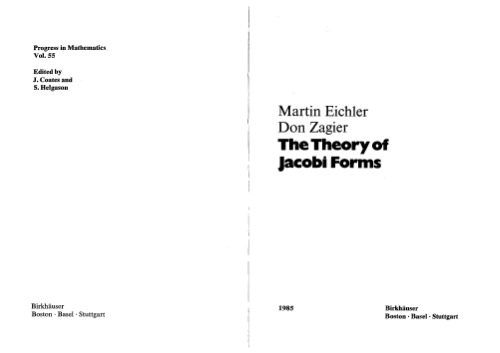 Progress in Mathematics
Vol. 55
Edited by
J. Coates and
S. Helgason
Birkhäuser
Boston · Basel · Stuttgart
Martin Eichler
Don Zagier
The Theory of
Jacobi Forms
1985
Birkhäuser
Boston · Basel · Stuttgart